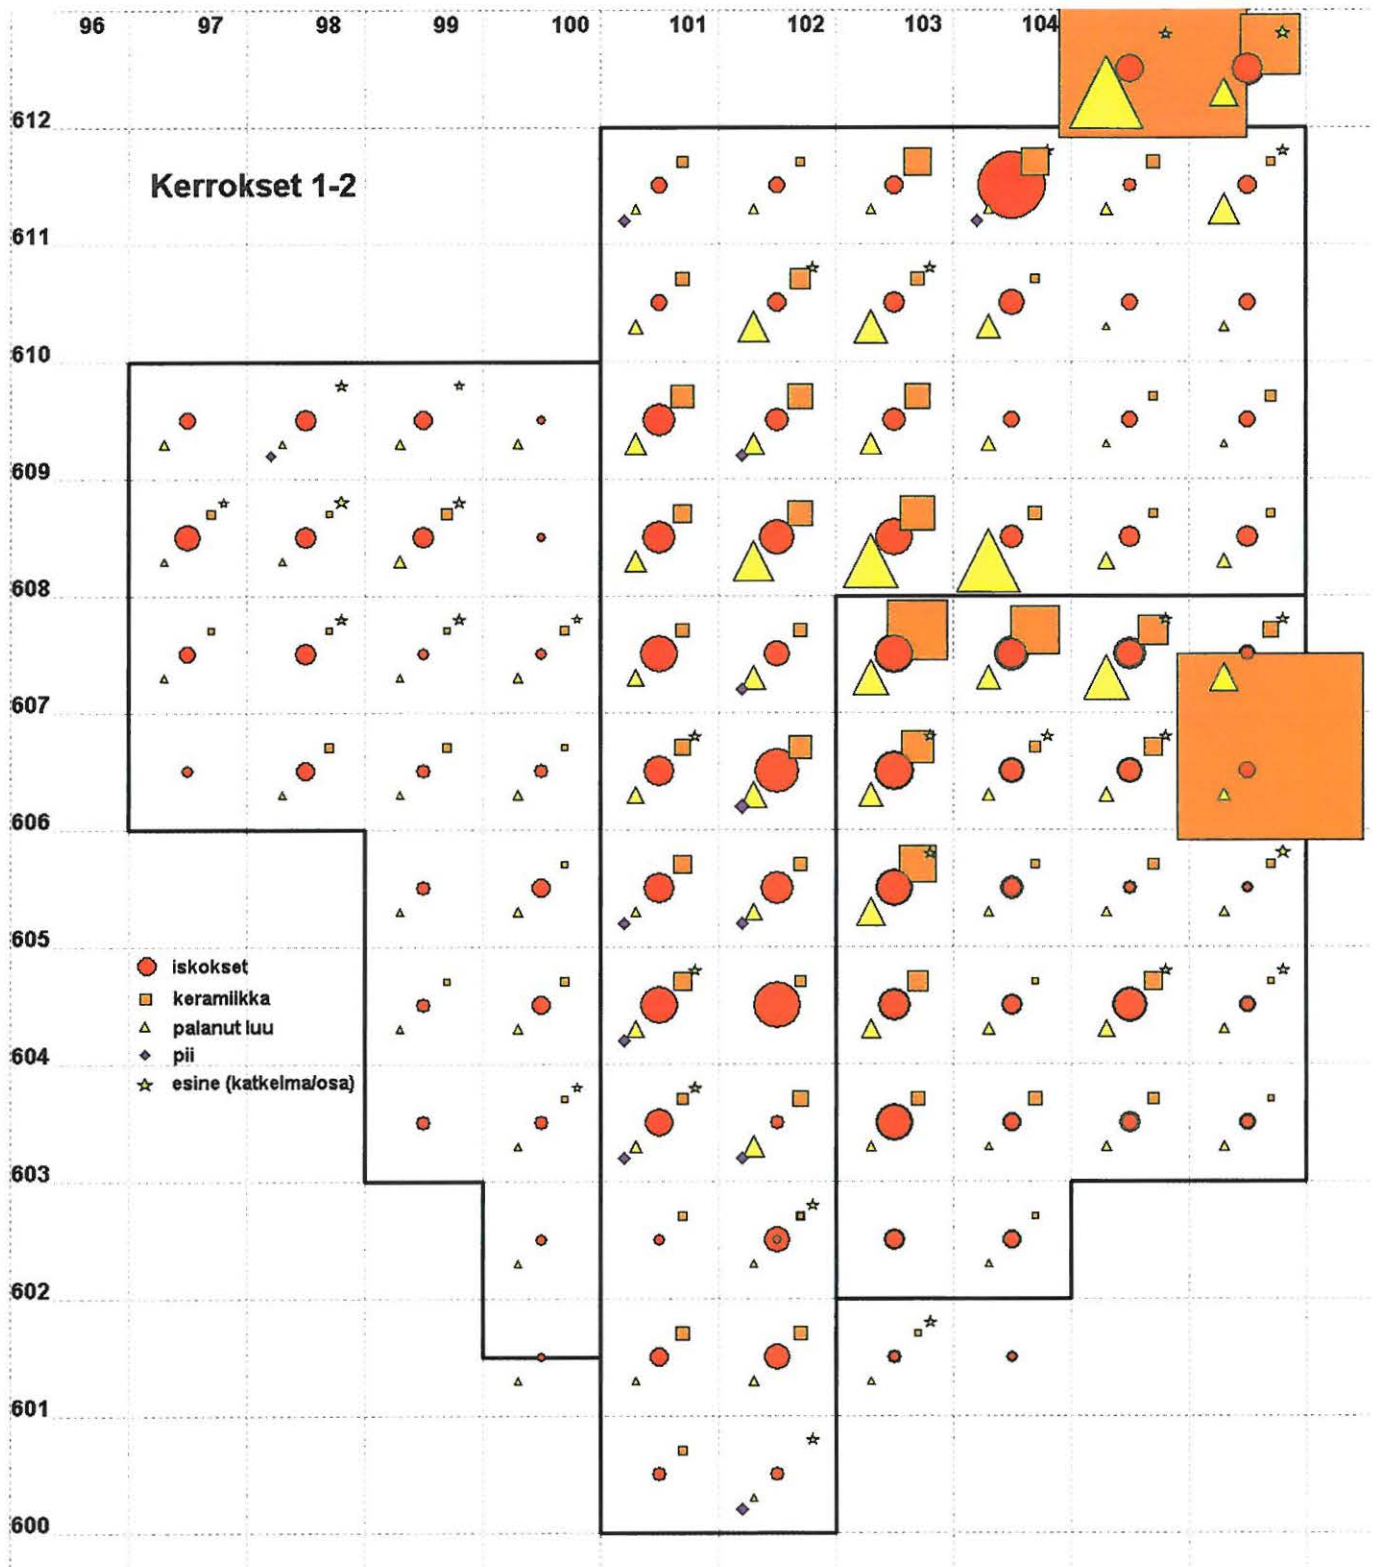 96 97 98 99 100 101 102 103 104
612
Kerrokset 1-2
611
610
609
608
607
606
605
iskokset
keramiikka
palanut luu
604
pii
esine (katkelma/osa)
603
602
601
600